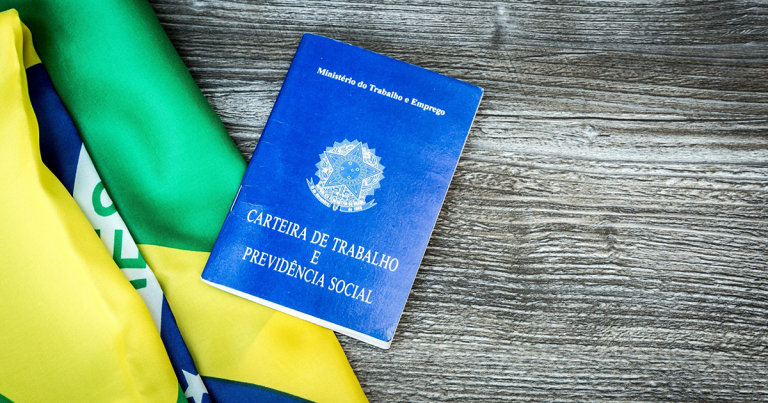 Ministério do Trabalho e Emprego
CARTEIRA DE TRABALHO
E
PREVIDÊNCIA SOCIAL